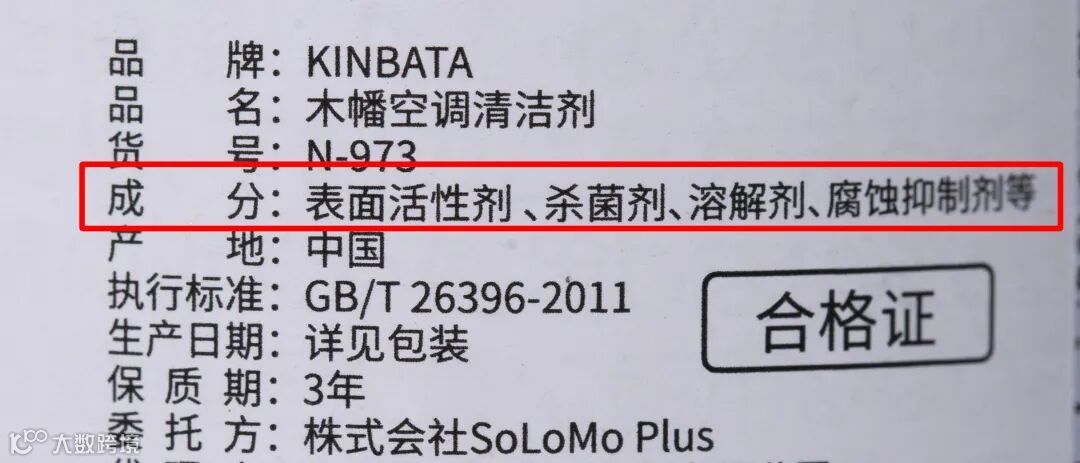 品 牌：KINBATA
品 名：木幡空调清洁剂
货 号：N-973
成 分：表面活性剂、杀菌剂、溶解剂、腐蚀抑制剂等
产 地：中国
执行标准：GB/T 26396-2011
合格证
生产日期：详见包装
保 质 期：3年
委 托 方：株式会社SoLoMo Plus
大数跨境